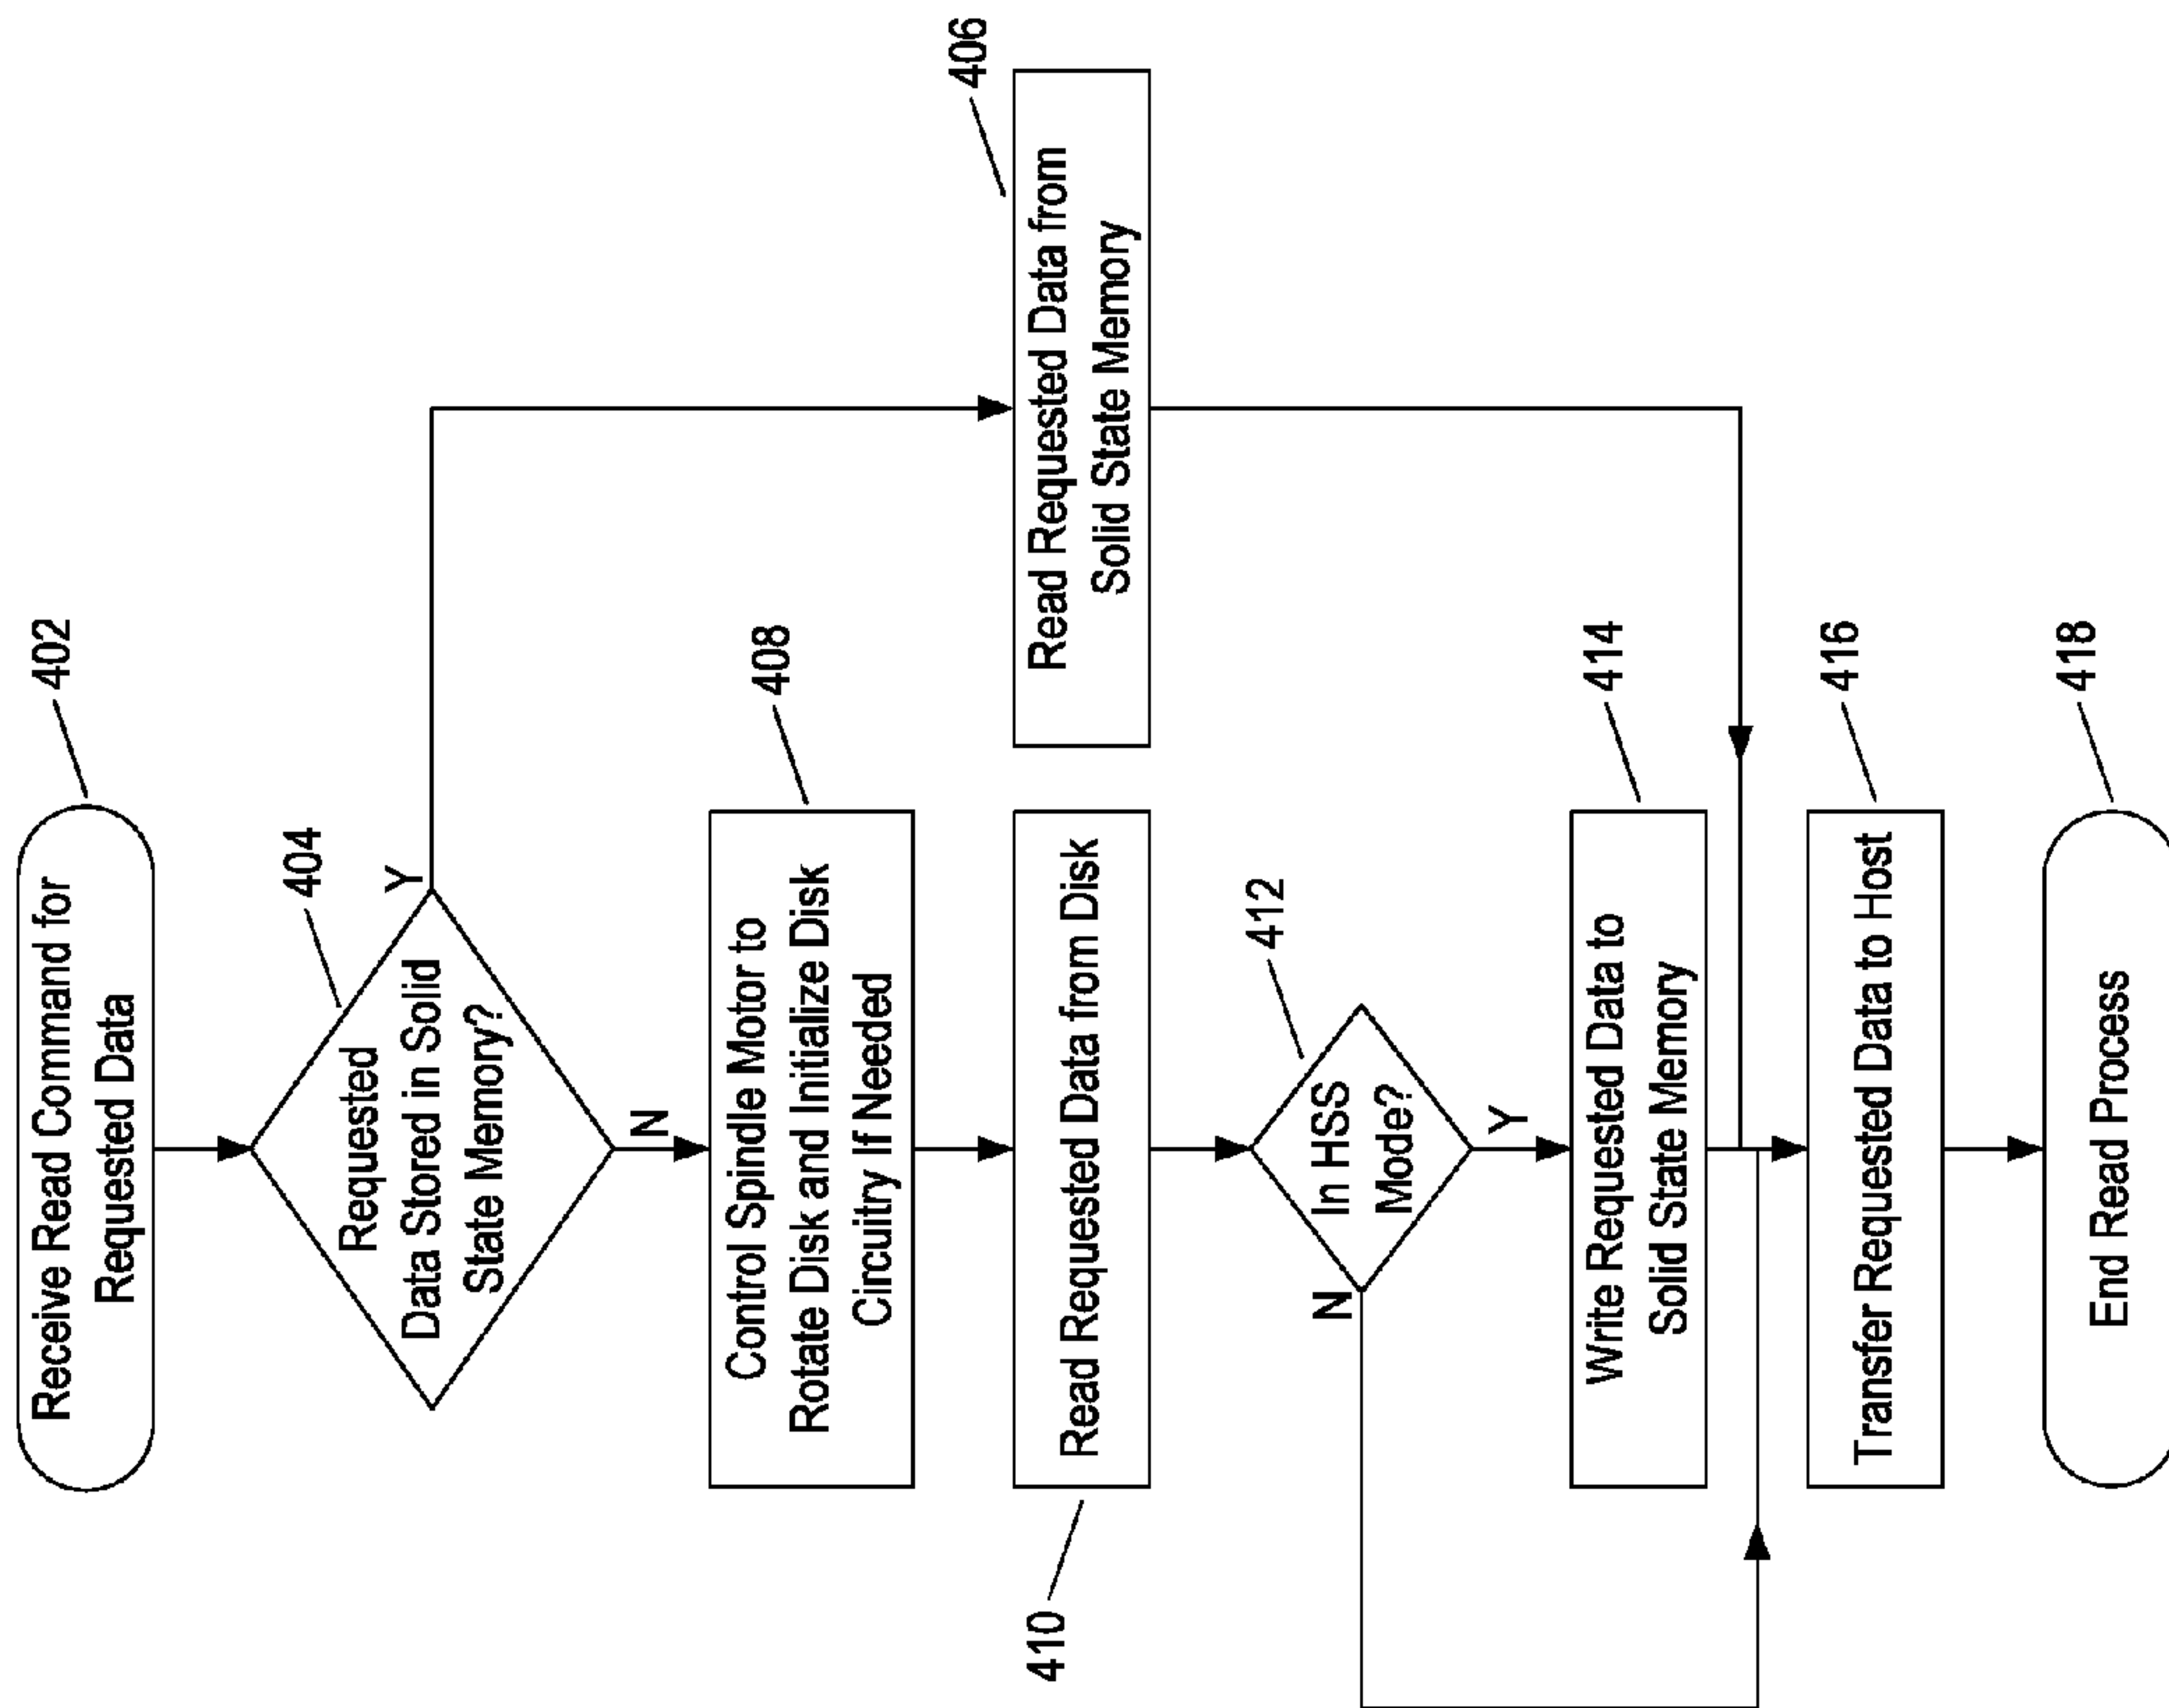 402
Receive Read Command for
Requested Data
404
Requested
Data Stored in Solid
State Memory?
Y
N
408
Control Spindle Motor to
Rotate Disk and Initialize Disk
Circuitry If Needed
406
Read Requested Data from
Solid State Memory
410
Read Requested Data from Disk
412
In HSS
Mode?
N
Y
414
Write Requested Data to
Solid State Memory
416
Transfer Requested Data to Host
418
End Read Process